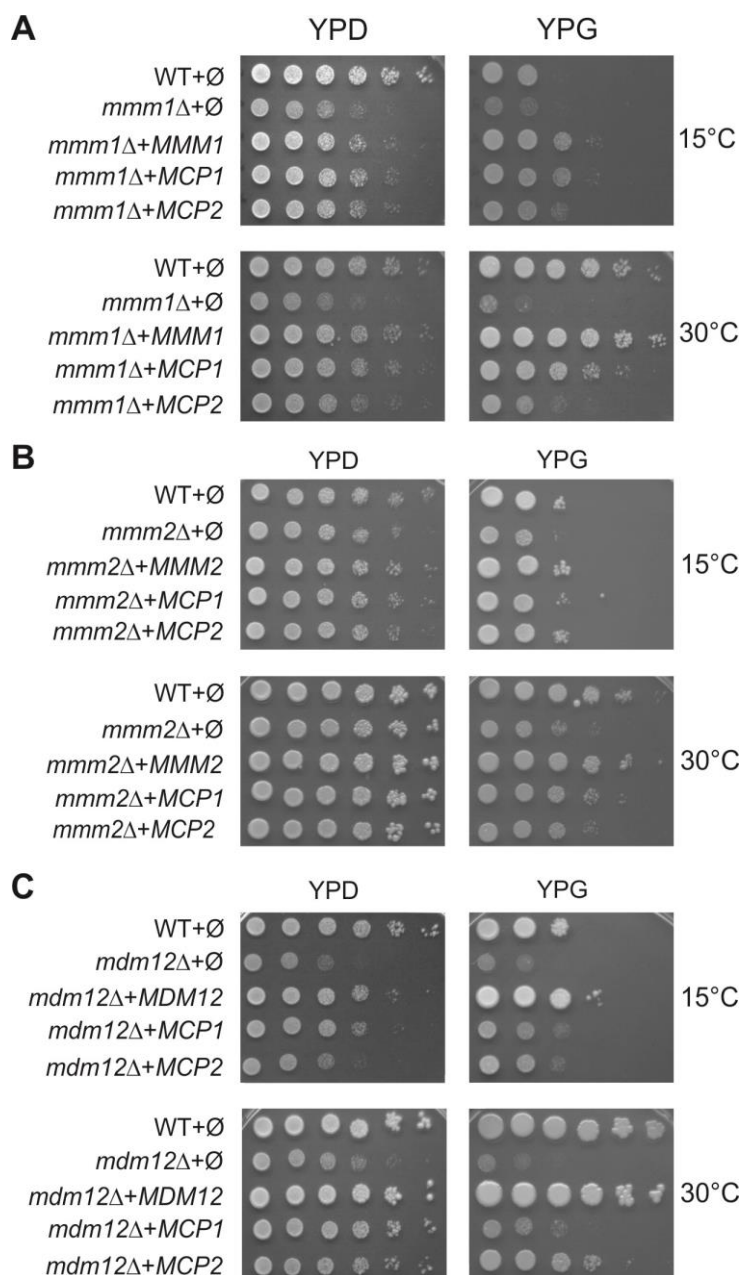 A
YPD YPG
WT+Ø
mmm1Δ+Ø
mmm1Δ+MMM1
mmm1Δ+MCP1
mmm1Δ+MCP2
15°C
WT+Ø
mmm1Δ+Ø
mmm1Δ+MMM1
mmm1Δ+MCP1
mmm1Δ+MCP2
30°C
B
YPD YPG
WT+Ø
mmm2Δ+Ø
mmm2Δ+MMM2
mmm2Δ+MCP1
mmm2Δ+MCP2
15°C
WT+Ø
mmm2Δ+Ø
mmm2Δ+MMM2
mmm2Δ+MCP1
mmm2Δ+MCP2
30°C
C
YPD YPG
WT+Ø
mdm12Δ+Ø
mdm12Δ+MDM12
mdm12Δ+MCP1
mdm12Δ+MCP2
15°C
WT+Ø
mdm12Δ+Ø
mdm12Δ+MDM12
mdm12Δ+MCP1
mdm12Δ+MCP2
30°C